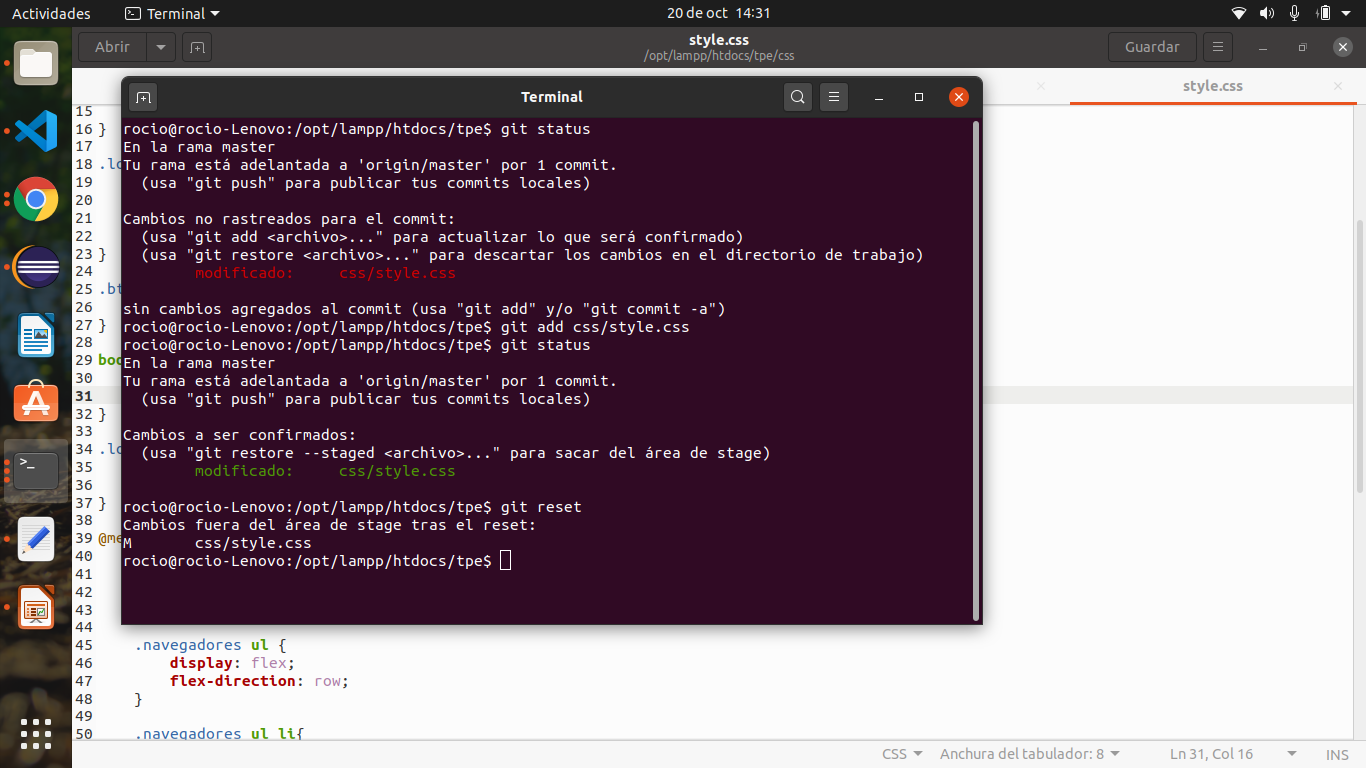 Actividades
Terminal
20 de oct 14:31
Abrir
style.css
/opt/lampp/htdocs/tpe/css
Guardar
style.css
Terminal
rocio@rocio-Lenovo:/opt/lampp/htdocs/tpe$ git status
En la rama master
Tu rama está adelantada a 'origin/master' por 1 commit.
  (usa "git push" para publicar tus commits locales)
Cambios no rastreados para el commit:
  (usa "git add <archivo>..." para actualizar lo que será confirmado)
  (usa "git restore <archivo>..." para descartar los cambios en el directorio de trabajo)
        modificado:     css/style.css
sin cambios agregados al commit (usa "git add" y/o "git commit -a")
rocio@rocio-Lenovo:/opt/lampp/htdocs/tpe$ git add css/style.css
rocio@rocio-Lenovo:/opt/lampp/htdocs/tpe$ git status
En la rama master
Tu rama está adelantada a 'origin/master' por 1 commit.
  (usa "git push" para publicar tus commits locales)
Cambios a ser confirmados:
  (usa "git restore --staged <archivo>..." para sacar del área de stage)
        modificado:     css/style.css
rocio@rocio-Lenovo:/opt/lampp/htdocs/tpe$ git reset
Cambios fuera del área de stage tras el reset:
M       css/style.css
rocio@rocio-Lenovo:/opt/lampp/htdocs/tpe$
15
16 }
17
18
19
20
21
22
23 }
24
25
26
27 }
28
29
30
31
32 }
33
34
35
36
37 }
38
39
40
41
42
43
44
45     .navegadores ul {
46         display: flex;
47         flex-direction: row;
48     }
49
50     .navegadores ul li{
CSS
Anchura del tabulador: 8
Ln 31, Col 16
INS